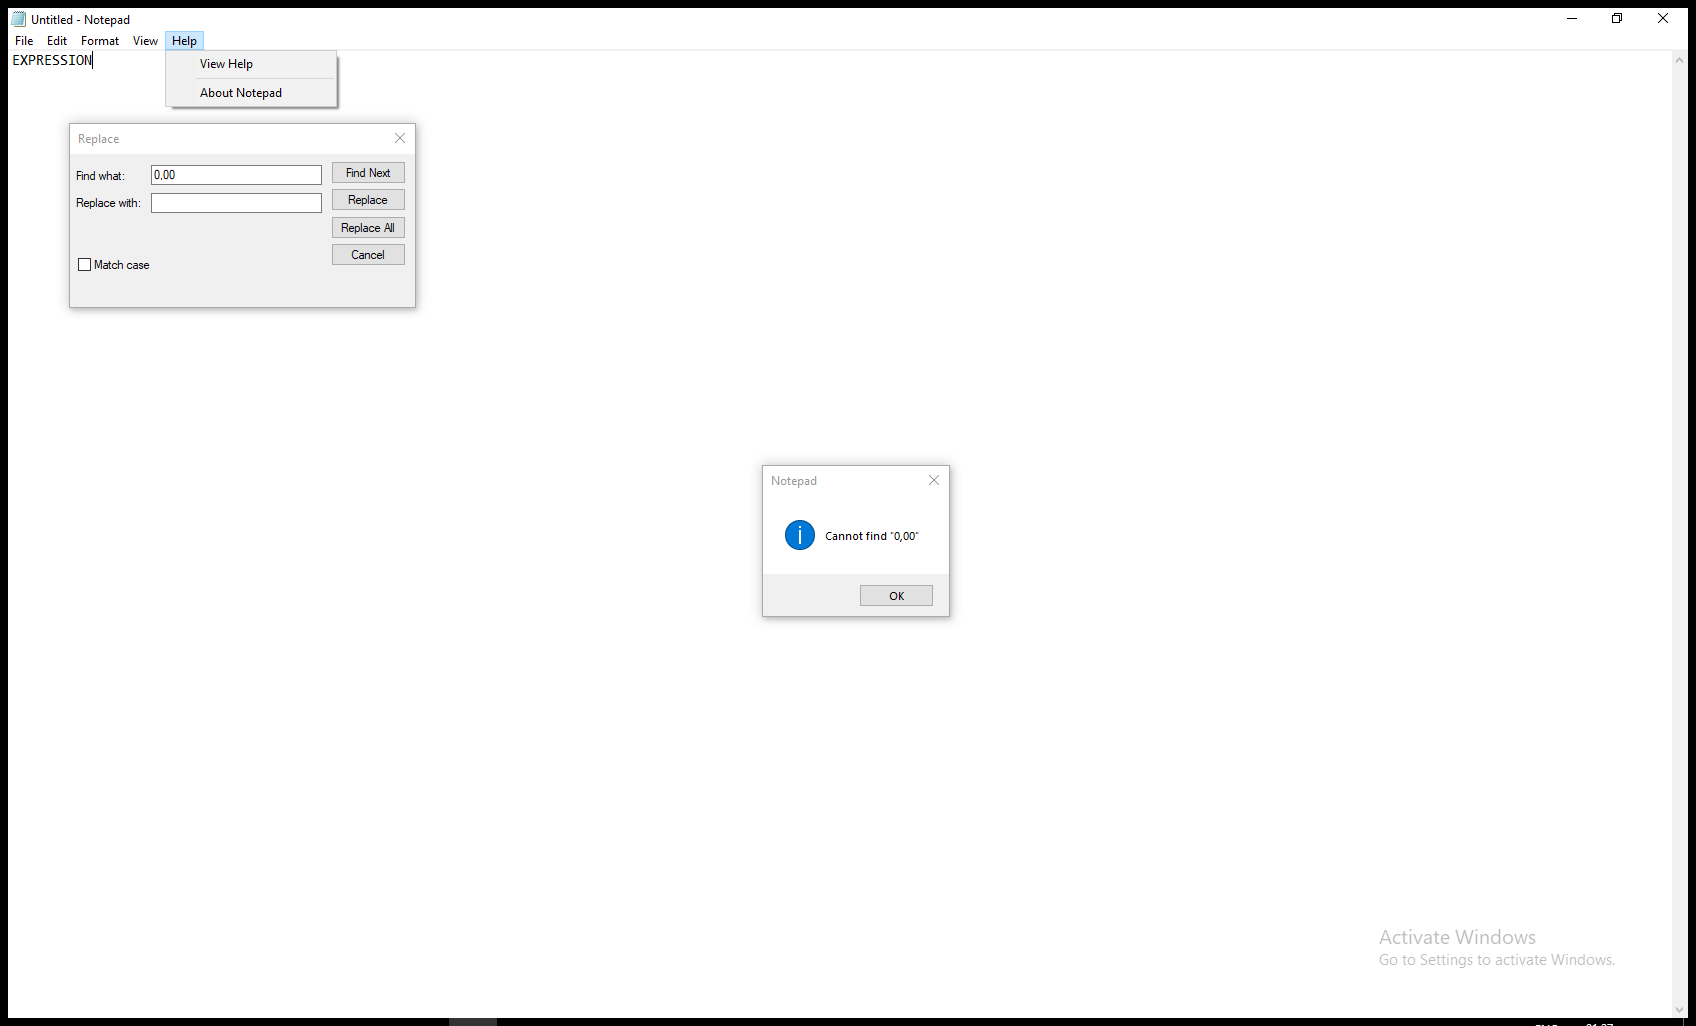 Untitled - Notepad
File Edit Format View Help
EXPRESSION
View Help
About Notepad
Replace
Find what: 0,00 Find Next
Replace with: Replace
Replace All
Cancel
Match case
Notepad
Cannot find "0,00"
OK
Activate Windows
Go to Settings to activate Windows.